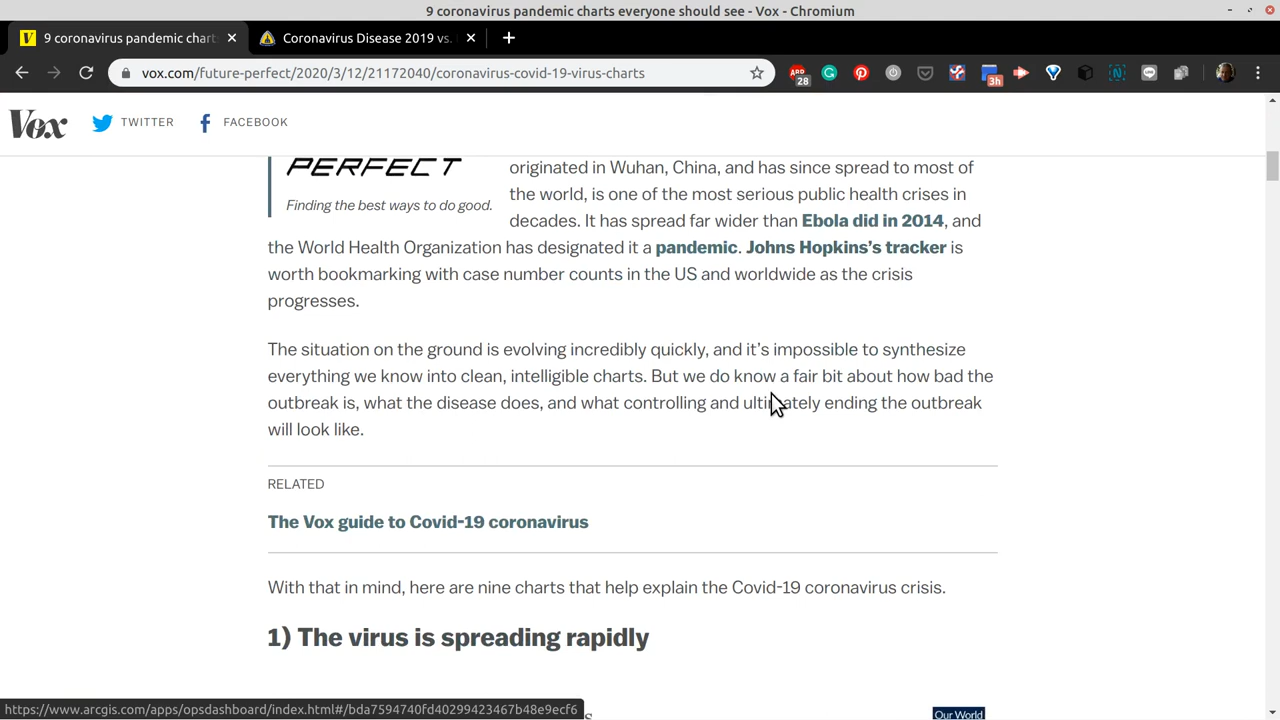 9 coronavirus pandemic charts everyone should see - Vox - Chromium
9 coronavirus pandemic chart
Coronavirus Disease 2019 vs.
vox.com/future-perfect/2020/3/12/21172040/coronavirus-covid-19-virus-charts
28
3h
Vox
TWITTER
FACEBOOK
PERFECT
Finding the best ways to do good.
originated in Wuhan, China, and has since spread to most of
the world, is one of the most serious public health crises in
decades. It has spread far wider than Ebola did in 2014, and
the World Health Organization has designated it a pandemic. Johns Hopkins’s tracker is
worth bookmarking with case number counts in the US and worldwide as the crisis
progresses.
The situation on the ground is evolving incredibly quickly, and it’s impossible to synthesize
everything we know into clean, intelligible charts. But we do know a fair bit about how bad the
outbreak is, what the disease does, and what controlling and ultimately ending the outbreak
will look like.
RELATED
The Vox guide to Covid-19 coronavirus
With that in mind, here are nine charts that help explain the Covid-19 coronavirus crisis.
1) The virus is spreading rapidly
https://www.arcgis.com/apps/opsdashboard/index.html#/bda7594740fd40299423467b48e9ecf6
Our World